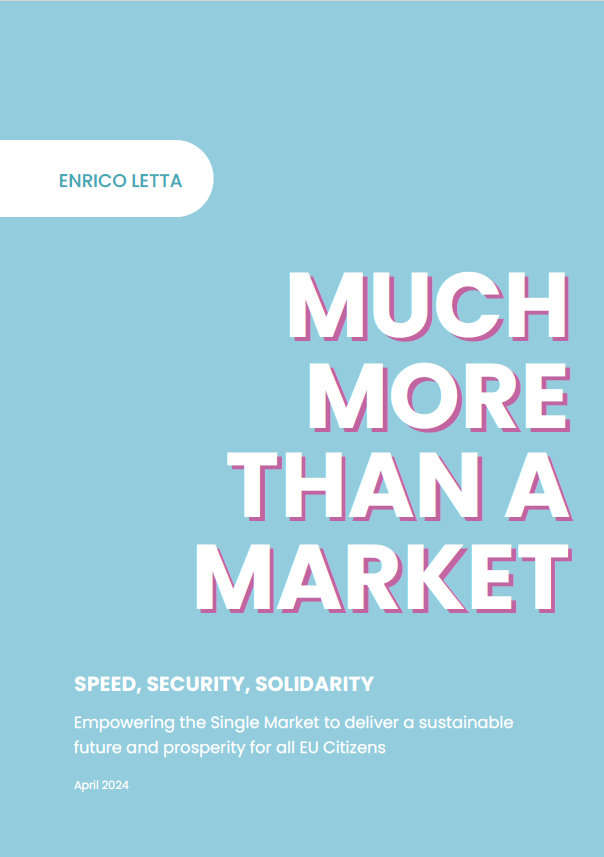 ENRICO LETTA
MUCH
MORE
THAN A
MARKET
SPEED, SECURITY, SOLIDARITY
Empowering the Single Market to deliver a sustainable
future and prosperity for all EU Citizens
April 2024